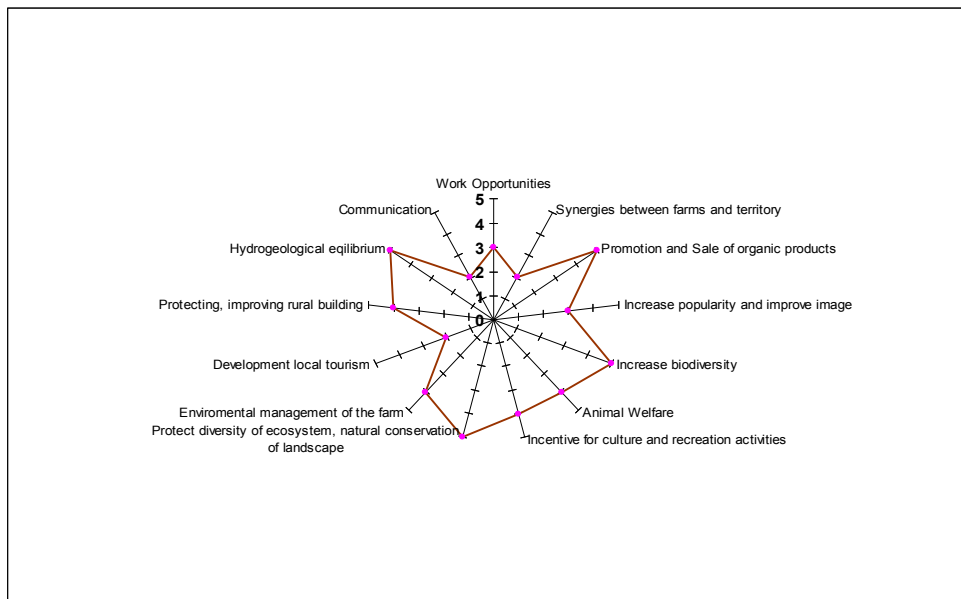 Work Opportunities
5
Communication
Synergies between farms and territory
4
Hydrogeological eqilibrium
3
Promotion and Sale of organic products
2
Protecting, improving rural building
1
Increase popularity and improve image
0
Development local tourism
Increase biodiversity
Enviromental management of the farm
Animal Welfare
Protect diversity of ecosystem, natural conservation
of landscape
Incentive for culture and recreation activities